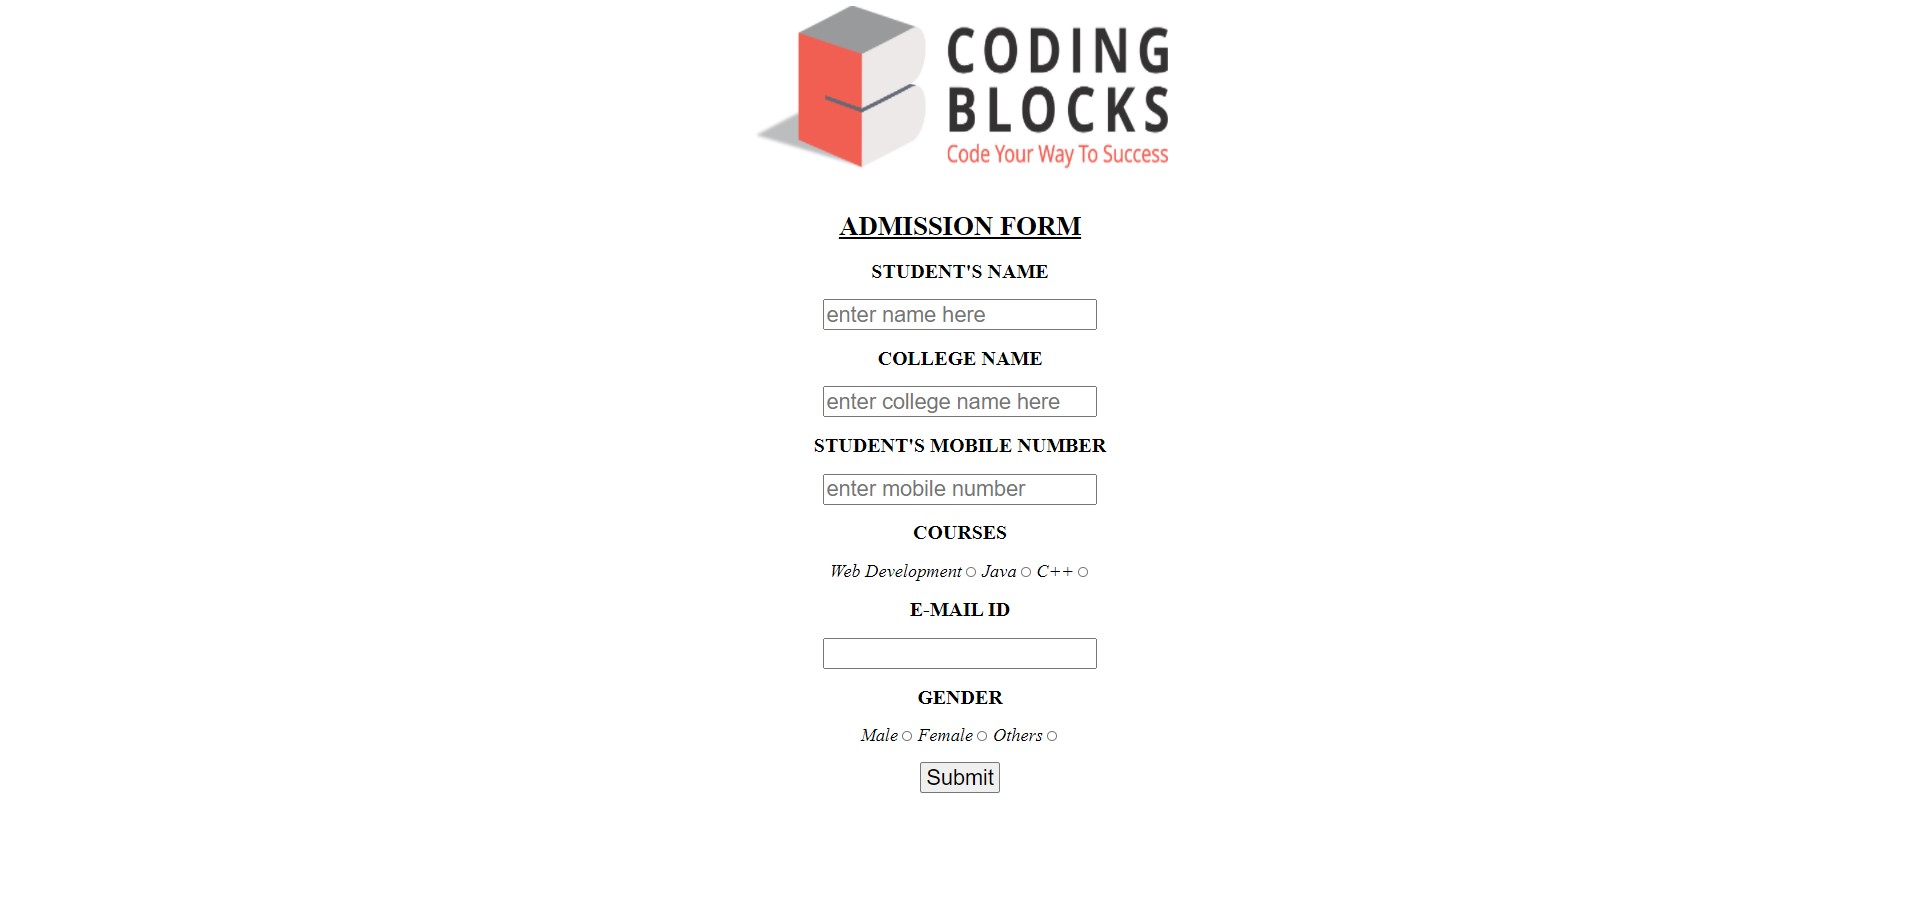 CODING
BLOCKS
Code Your Way To Success
ADMISSION FORM
STUDENT'S NAME
enter name here
COLLEGE NAME
enter college name here
STUDENT'S MOBILE NUMBER
enter mobile number
COURSES
Web Development Java C++
E-MAIL ID
GENDER
Male Female Others
Submit